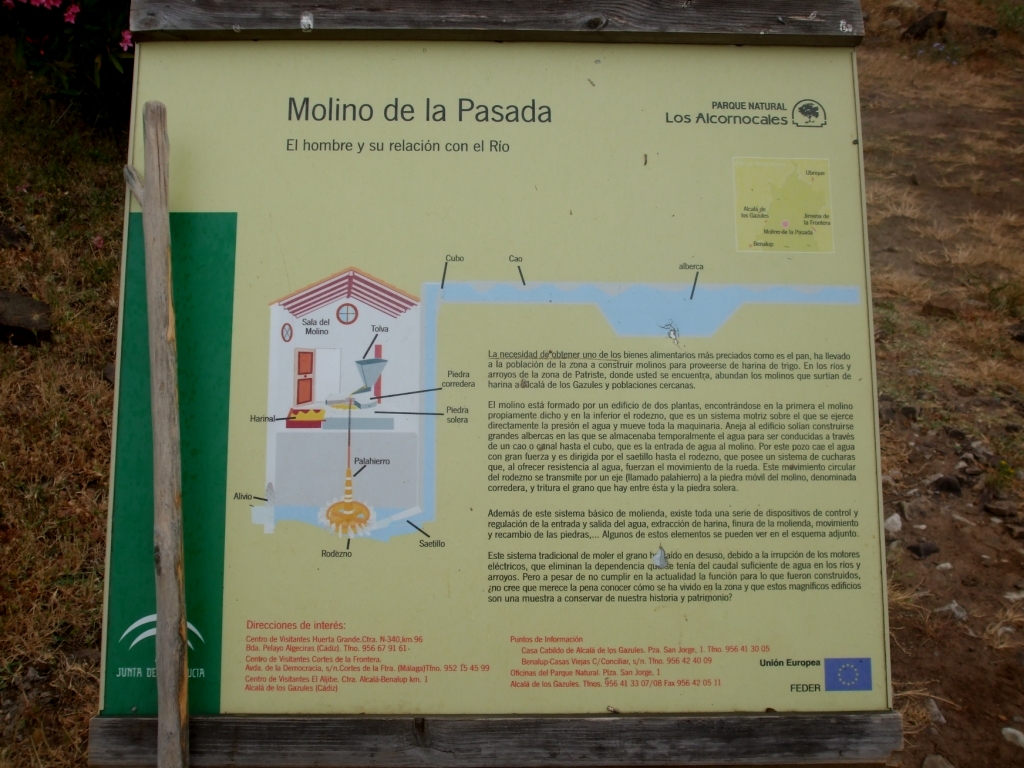 Molino de la Pasada
El hombre y su relación con el Río
PARQUE NATURAL
Los Alcornocales
Ubrique
Alcalá de
los Gazules
Jimena de
la Frontera
Molino de la Pasada
Benalup
Cubo
Cao
alberca
Sala del
Molino
Tolva
Piedra
corredera
Piedra
solera
Harinal
Palahierro
Alivio
Rodezno
Saetillo
La necesidad de obtener uno de los bienes alimentarios más preciados como es el pan, ha llevado
a la población de la zona a construir molinos para proveerse de harina de trigo. En los ríos y
arroyos de la zona de Patriste, donde usted se encuentra, abundan los molinos que surtían de
harina a Alcalá de los Gazules y poblaciones cercanas.
El molino está formado por un edificio de dos plantas, encontrándose en la primera el molino
propiamente dicho y en la inferior el rodezno, que es un sistema motriz sobre el que se ejerce
directamente la presión el agua y mueve toda la maquinaria. Aneja al edificio solían construirse
grandes albercas en las que se almacenaba temporalmente el agua para ser conducidas a través
de un cao o canal hasta el cubo, que es la entrada de agua al molino. Por este pozo cae el agua
con gran fuerza y es dirigida por el saetillo hasta el rodezno, que posee un sistema de cucharas
que, al ofrecer resistencia al agua, fuerzan el movimiento de la rueda. Este movimiento circular
del rodezno se transmite por un eje (llamado palahierro) a la piedra móvil del molino, denominada
corredera, y tritura el grano que hay entre ésta y la piedra solera.
Además de este sistema básico de molienda, existe toda una serie de dispositivos de control y
regulación de la entrada y salida del agua, extracción de harina, finura de la molienda, movimiento
y recambio de las piedras,... Algunos de estos elementos se pueden ver en el esquema adjunto.
Este sistema tradicional de moler el grano ha caído en desuso, debido a la irrupción de los motores
eléctricos, que eliminan la dependencia que se tenía del caudal suficiente de agua en los ríos y
arroyos. Pero a pesar de no cumplir en la actualidad la función para lo que fueron construidos,
¿no cree que merece la pena conocer cómo se ha vivido en la zona y que estos magníficos edificios
son una muestra a conservar de nuestra historia y patrimonio?
Direcciones de interés:
Centro de Visitantes Huerta Grande.Ctra. N-340,km.96
Bda. Pelayo Algeciras (Cádiz). Tfno. 956 67 91 61
Centro de Visitantes Cortes de la Frontera.
Avda. de la Democracia, s/n.Cortes de la Ftra. (Málaga)Tfno. 952 15 45 99
Centro de Visitantes El Aljibe. Ctra. Alcalá-Benalup km. 1
Alcalá de los Gazules (Cádiz)
Puntos de Información
Casa Cabildo de Alcalá de los Gazules. Pza. San Jorge, 1. Tfno. 956 41 30 05
Benalup-Casas Viejas C/Conciliar, s/n. Tfno. 956 42 40 09
Oficinas del Parque Natural. Plza. San Jorge, 1
Alcalá de los Gazules. Tfnos. 956 41 33 07/08 Fax 956 42 05 11
JUNTA DE
Unión Europea
FEDER